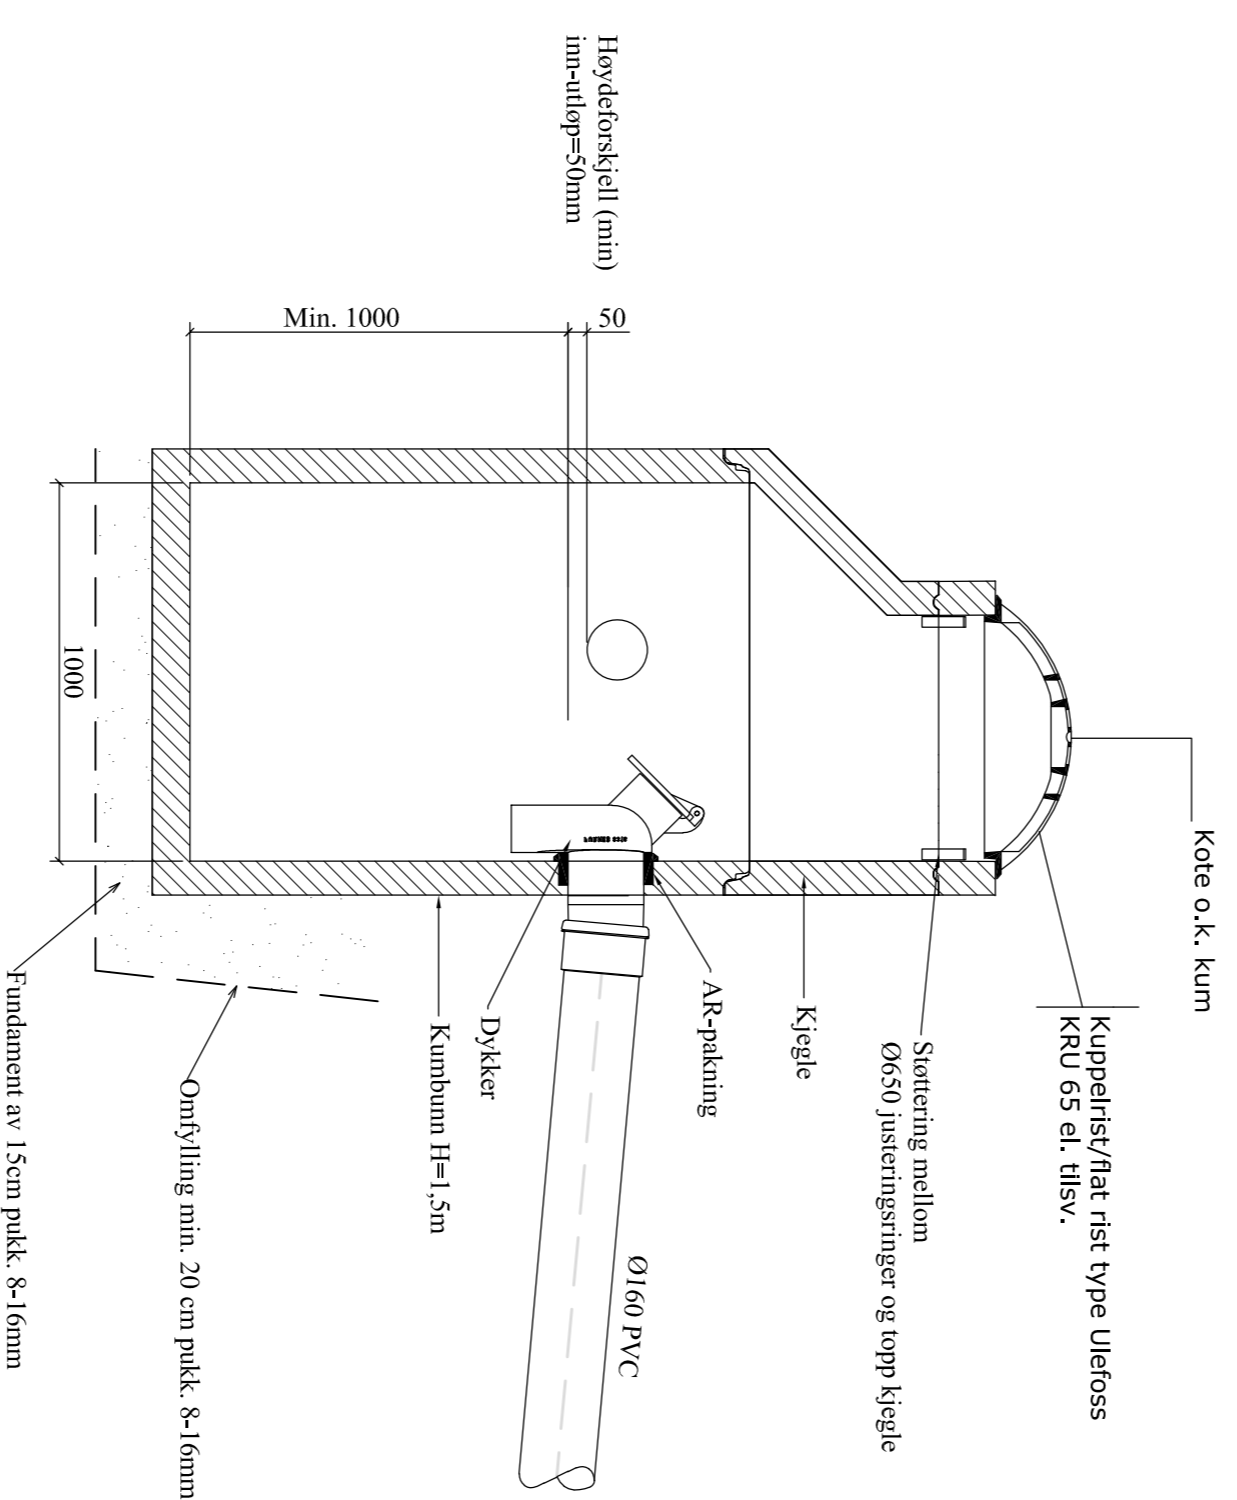 Høydeforskjell (min)
inn-utløp=50mm
Min. 1000
50
1000
Kote o.k. kum
Kuppelrist/flat rist type Ulefoss
KRU 65 el. tilsv.
Støttering mellom
Ø650 justeringsringer og topp kjegle
Kjegle
AR-pakning
Ø160 PVC
Dykker
Kumbunn H=1,5m
Omfylling min. 20 cm pukk. 8-16mm
Fundament av 15cm pukk. 8-16mm